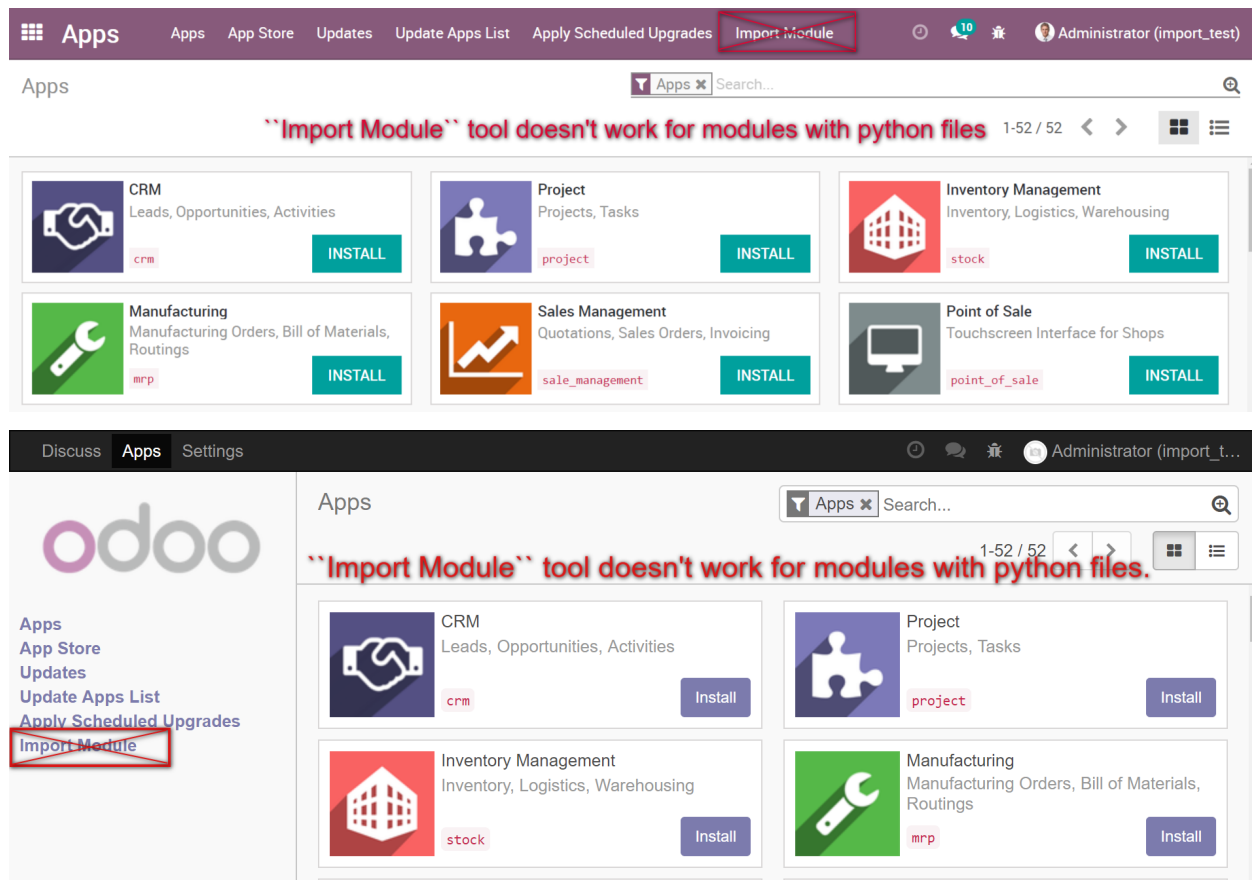 Apps Apps App Store Updates Update Apps List Apply Scheduled Upgrades Import Module 10 Administrator (import_test)
Apps Apps Search...
``Import Module`` tool doesn't work for modules with python files 1-52 / 52
CRM
Leads, Opportunities, Activities
crm INSTALL
Project
Projects, Tasks
project INSTALL
Inventory Management
Inventory, Logistics, Warehousing
stock INSTALL
Manufacturing
Manufacturing Orders, Bill of Materials,
Routings
mrp INSTALL
Sales Management
Quotations, Sales Orders, Invoicing
sale_management INSTALL
Point of Sale
Touchscreen Interface for Shops
point_of_sale INSTALL
Discuss Apps Settings Administrator (import_t...
odoo
Apps
App Store
Updates
Update Apps List
Apply Scheduled Upgrades
Import Module
Apps Apps Search...
1-52 / 52
``Import Module`` tool doesn't work for modules with python files.
CRM
Leads, Opportunities, Activities
crm Install
Project
Projects, Tasks
project Install
Inventory Management
Inventory, Logistics, Warehousing
stock Install
Manufacturing
Manufacturing Orders, Bill of Materials,
Routings
mrp Install